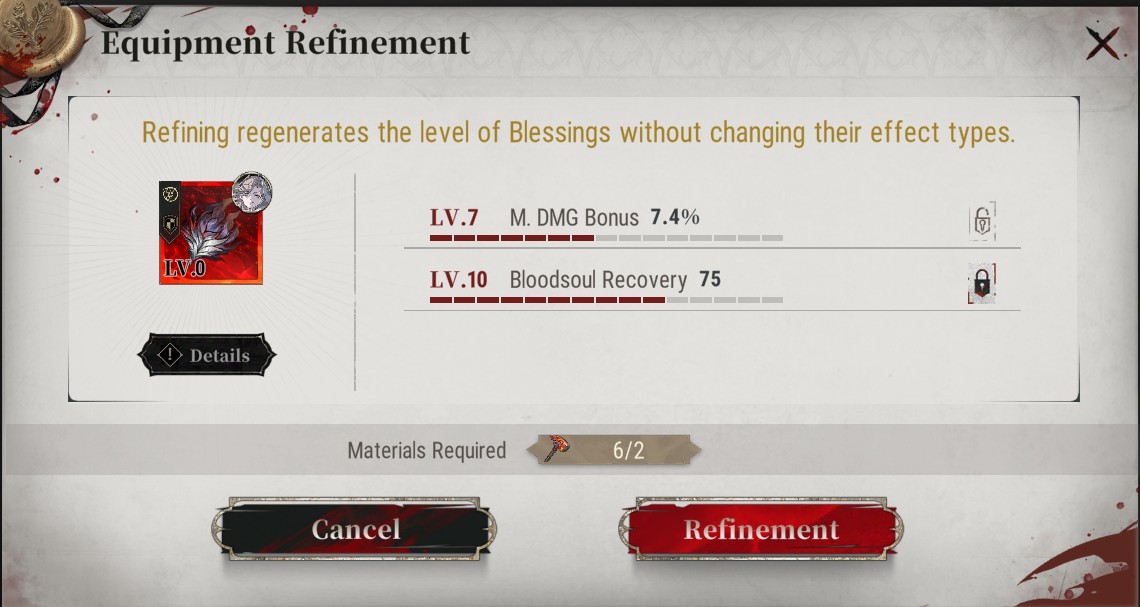 Equipment Refinement
Refining regenerates the level of Blessings without changing their effect types.
LV.0
Details
LV.7 M. DMG Bonus 7.4%
LV.10 Bloodsoul Recovery 75
Materials Required 6/2
Cancel
Refinement